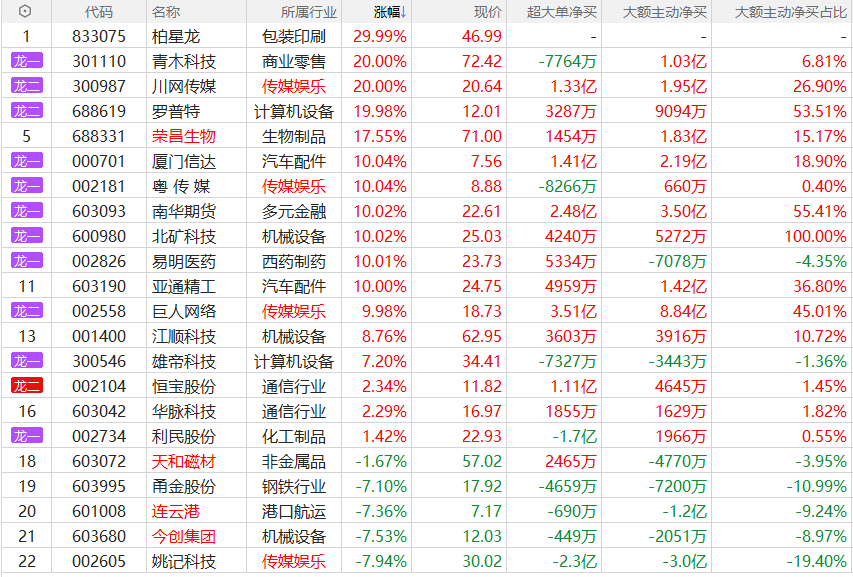 代码 名称 所属行业 涨幅↓ 现价 超大单净买 大额主动净买 大额主动净买占比
1 833075 柏星龙 包装印刷 29.99% 46.99 - - -
龙一 301110 青木科技 商业零售 20.00% 72.42 -7764万 1.03亿 6.81%
龙二 300987 川网传媒 传媒娱乐 20.00% 20.64 1.33亿 1.95亿 26.90%
龙二 688619 罗普特 计算机设备 19.98% 12.01 3287万 9094万 53.51%
5 688331 荣昌生物 生物制品 17.55% 71.00 1454万 1.83亿 15.17%
龙一 000701 厦门信达 汽车配件 10.04% 7.56 1.41亿 2.19亿 18.90%
龙一 002181 粤 传 媒 传媒娱乐 10.04% 8.88 -8266万 660万 0.40%
龙一 603093 南华期货 多元金融 10.02% 22.61 2.48亿 3.50亿 55.41%
龙一 600980 北矿科技 机械设备 10.02% 25.03 4240万 5272万 100.00%
龙一 002826 易明医药 西药制药 10.01% 23.73 5334万 -7078万 -4.35%
11 603190 亚通精工 汽车配件 10.00% 24.75 4959万 1.42亿 36.80%
龙二 002558 巨人网络 传媒娱乐 9.98% 18.73 3.51亿 8.84亿 45.01%
13 001400 江顺科技 机械设备 8.76% 62.95 3603万 3916万 10.72%
龙一 300546 雄帝科技 计算机设备 7.20% 34.41 -7327万 -3443万 -1.36%
龙二 002104 恒宝股份 通信行业 2.34% 11.82 1.11亿 4645万 1.45%
16 603042 华脉科技 通信行业 2.29% 16.97 1855万 1629万 1.82%
龙一 002734 利民股份 化工制品 1.42% 22.93 -1.7亿 1966万 0.55%
18 603072 天和磁材 非金属品 -1.67% 57.02 2465万 -4770万 -3.95%
19 603995 甬金股份 钢铁行业 -7.10% 17.92 -4659万 -7200万 -10.99%
20 601008 连云港 港口航运 -7.36% 7.17 -690万 -1.2亿 -9.24%
21 603680 今创集团 机械设备 -7.53% 12.03 -449万 -2051万 -8.97%
22 002605 姚记科技 传媒娱乐 -7.94% 30.02 -2.3亿 -3.0亿 -19.40%